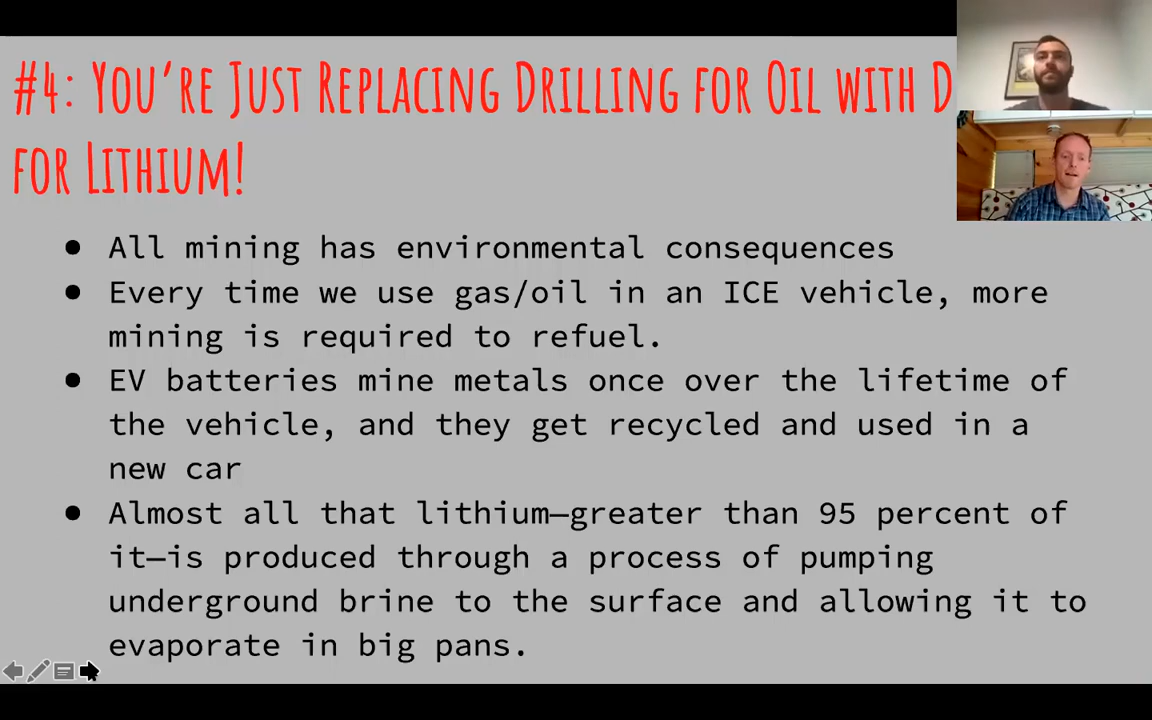 #4: You're Just Replacing Drilling for Oil with
for Lithium!
● All mining has environmental consequences
● Every time we use gas/oil in an ICE vehicle, more
mining is required to refuel.
● EV batteries mine metals once over the lifetime of
the vehicle, and they get recycled and used in a
new car
● Almost all that lithium—greater than 95 percent of
it—is produced through a process of pumping
underground brine to the surface and allowing it to
evaporate in big pans.